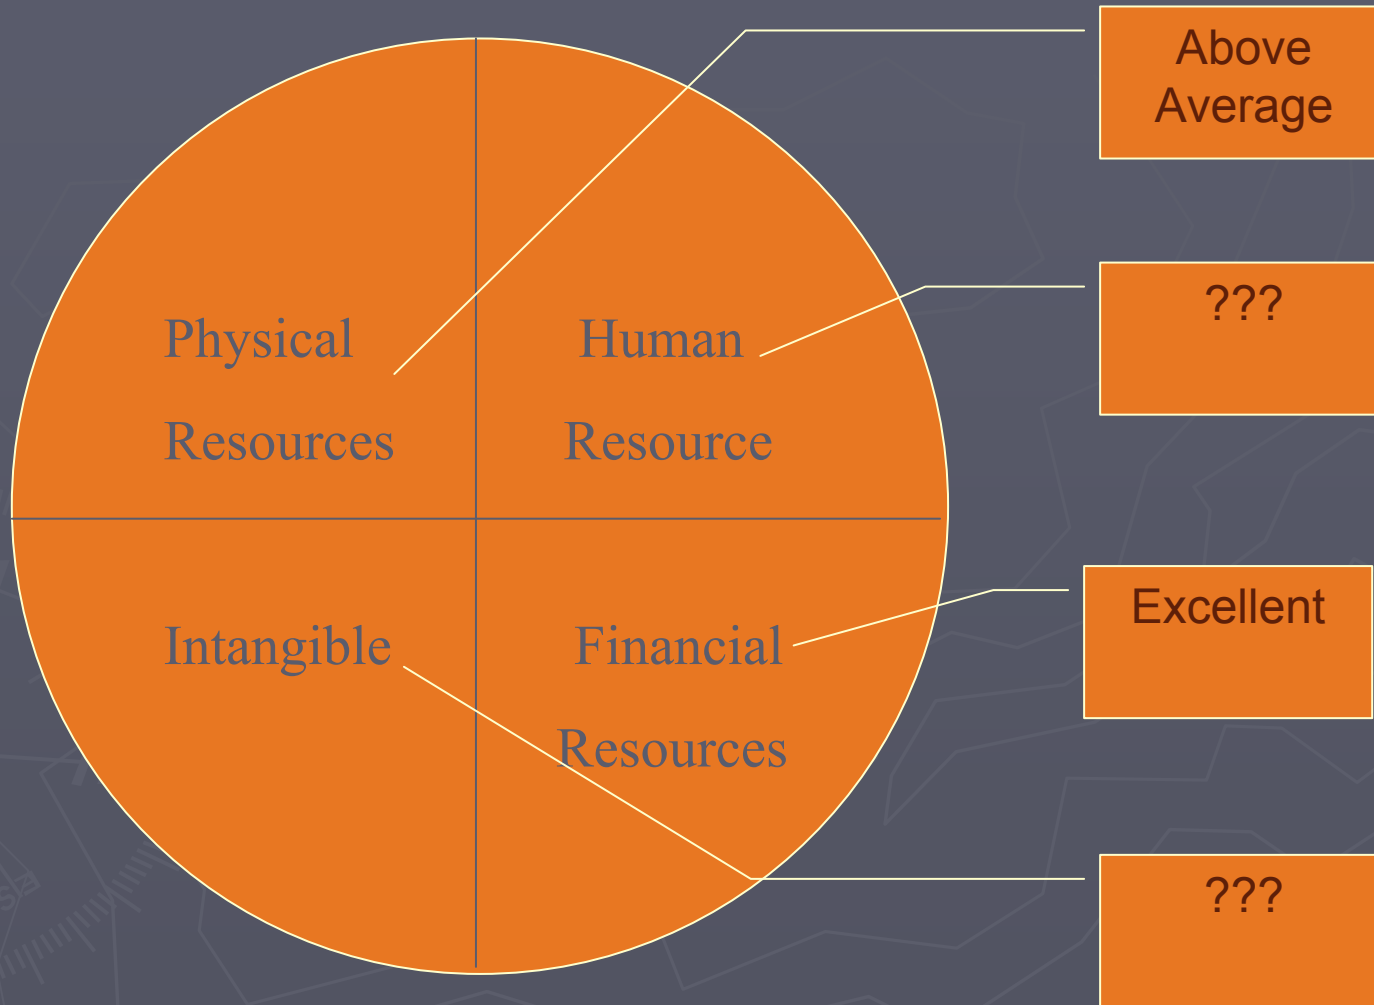 Physical
Resources
Human
Resource
Intangible
Financial
Resources
Above
Average
???
Excellent
???